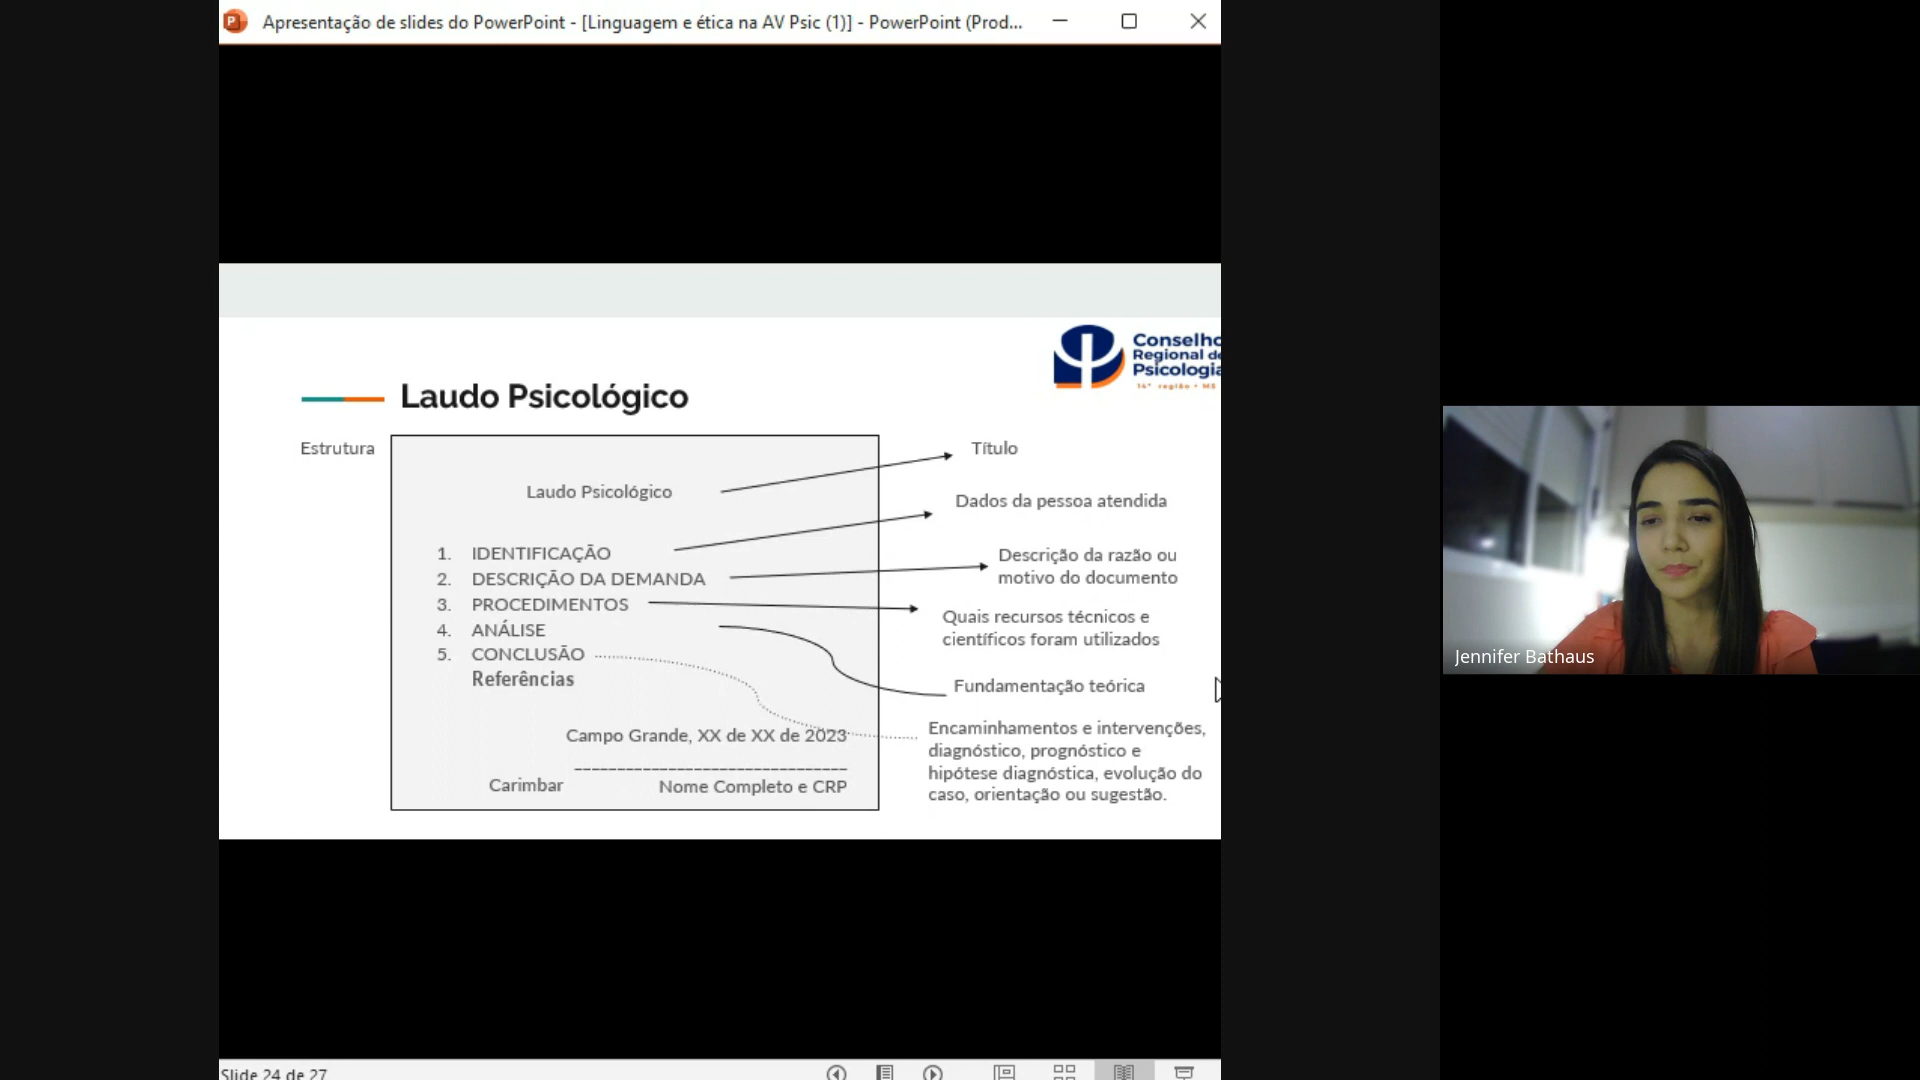 Apresentação de slides do PowerPoint - [Linguagem e ética na AV Psic (1)] - PowerPoint (Prod...
Conselho
Regional de
Psicologia
14ª região • MS
Laudo Psicológico
Estrutura
Laudo Psicológico
1. IDENTIFICAÇÃO
2. DESCRIÇÃO DA DEMANDA
3. PROCEDIMENTOS
4. ANÁLISE
5. CONCLUSÃO
Referências
Campo Grande, XX de XX de 2023
Carimbar
Nome Completo e CRP
Título
Dados da pessoa atendida
Descrição da razão ou
motivo do documento
Quais recursos técnicos e
científicos foram utilizados
Fundamentação teórica
Encaminhamentos e intervenções,
diagnóstico, prognóstico e
hipótese diagnóstica, evolução do
caso, orientação ou sugestão.
Jennifer Bathaus
Slide 24 de 27